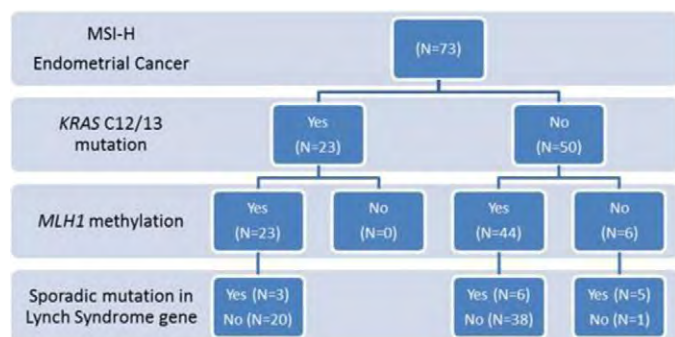 MSI-H
Endometrial Cancer
(N=73)
KRAS C12/13
mutation
Yes
(N=23)
No
(N=50)
MLH1 methylation
Yes
(N=23)
No
(N=0)
Yes
(N=44)
No
(N=6)
Sporadic mutation in
Lynch Syndrome gene
Yes (N=3)
No (N=20)
Yes (N=6)
No (N=38)
Yes (N=5)
No (N=1)